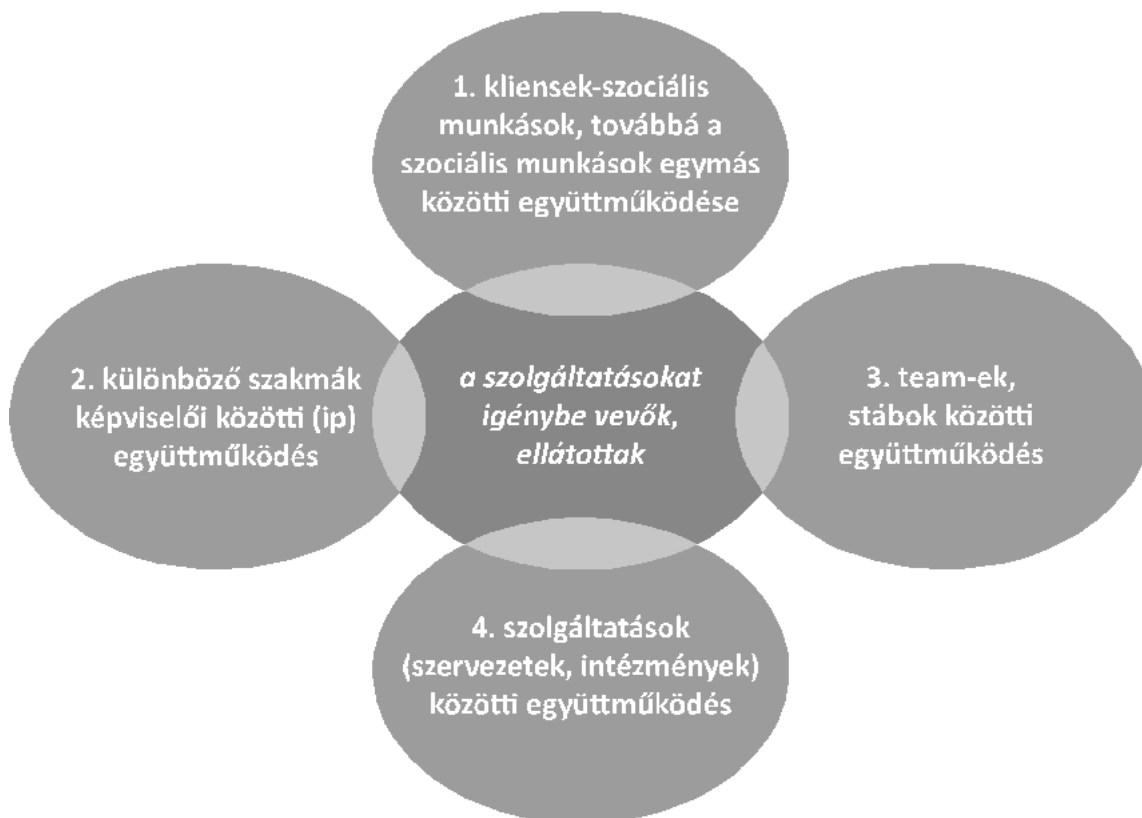 1. kliensek-szociális
munkások, továbbá a
szociális munkások egymás
közötti együttműködése
2. különböző szakmák
képviselői közötti (ip)
együttműködés
a szolgáltatásokat
igénybe vevők,
ellátottak
3. team-ek,
stábok közötti
együttműködés
4. szolgáltatások
(szervezetek, intézmények)
közötti együttműködés